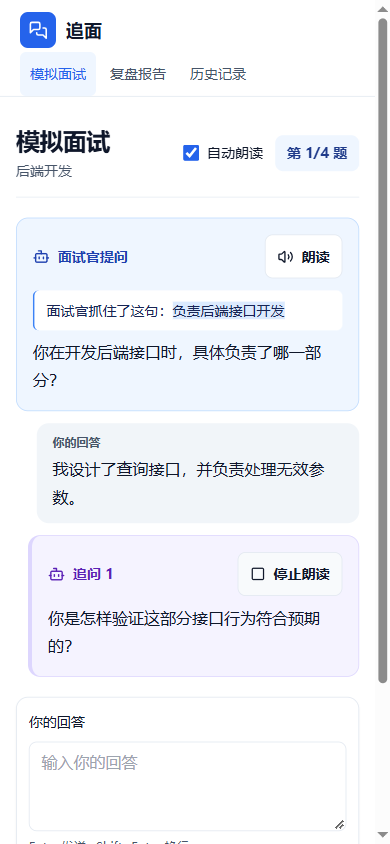 追面
模拟面试 复盘报告 历史记录
模拟面试
后端开发
自动朗读
第 1/4 题
面试官提问
朗读
面试官抓住了这句：负责后端接口开发
你在开发后端接口时，具体负责了哪一部
分？
你的回答
我设计了查询接口，并负责处理无效参
数。
追问 1
停止朗读
你是怎样验证这部分接口行为符合预期
的？
你的回答
输入你的回答